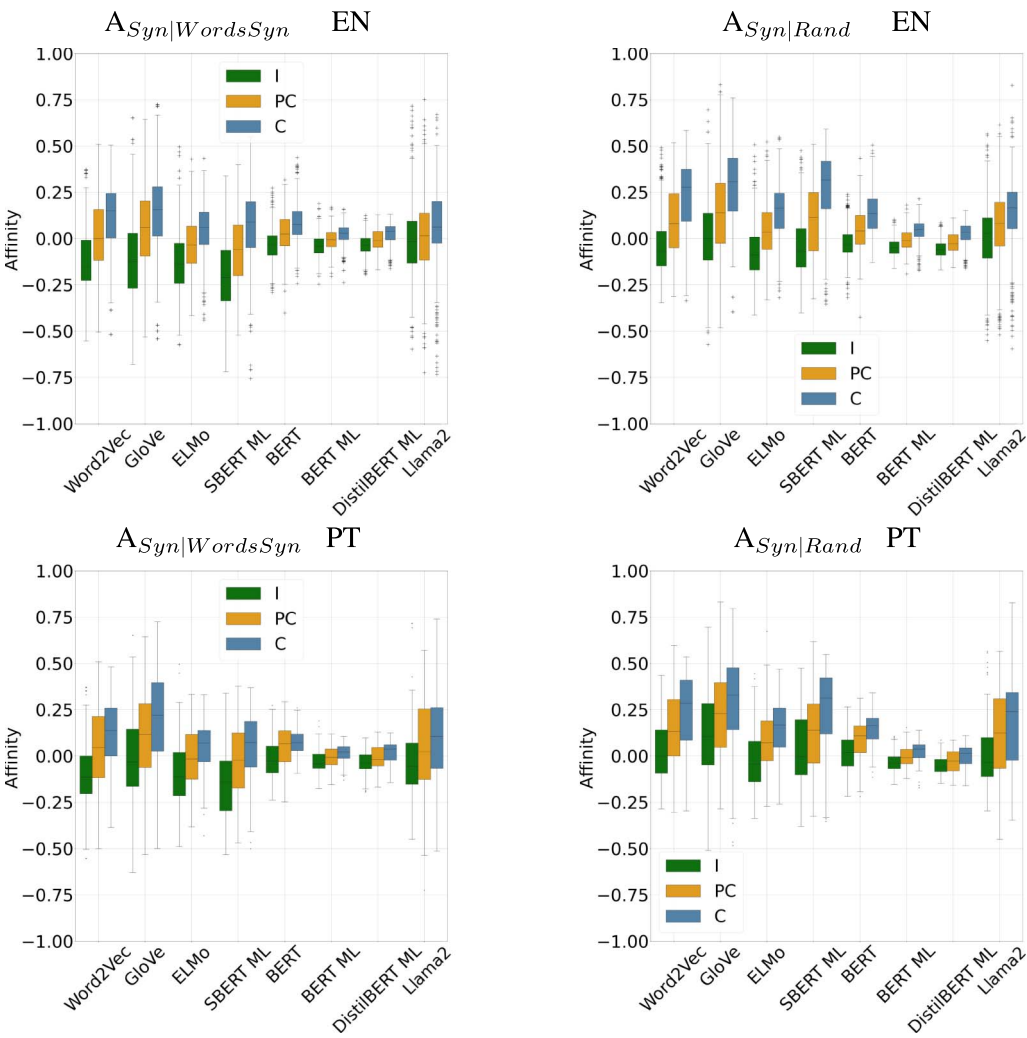 A_{Syn|WordsSyn} EN
1.00
0.75
0.50
0.25
0.00
−0.25
−0.50
−0.75
−1.00
Affinity
I
PC
C
Word2Vec
GloVe
ELMo
SBERT ML
BERT
BERT ML
DistilBERT ML
Llama2
A_{Syn|Rand} EN
1.00
0.75
0.50
0.25
0.00
−0.25
−0.50
−0.75
−1.00
Affinity
I
PC
C
Word2Vec
GloVe
ELMo
SBERT ML
BERT
BERT ML
DistilBERT ML
Llama2
A_{Syn|WordsSyn} PT
1.00
0.75
0.50
0.25
0.00
−0.25
−0.50
−0.75
−1.00
Affinity
I
PC
C
Word2Vec
GloVe
ELMo
SBERT ML
BERT
BERT ML
DistilBERT ML
Llama2
A_{Syn|Rand} PT
1.00
0.75
0.50
0.25
0.00
−0.25
−0.50
−0.75
−1.00
Affinity
I
PC
C
Word2Vec
GloVe
ELMo
SBERT ML
BERT
BERT ML
DistilBERT ML
Llama2